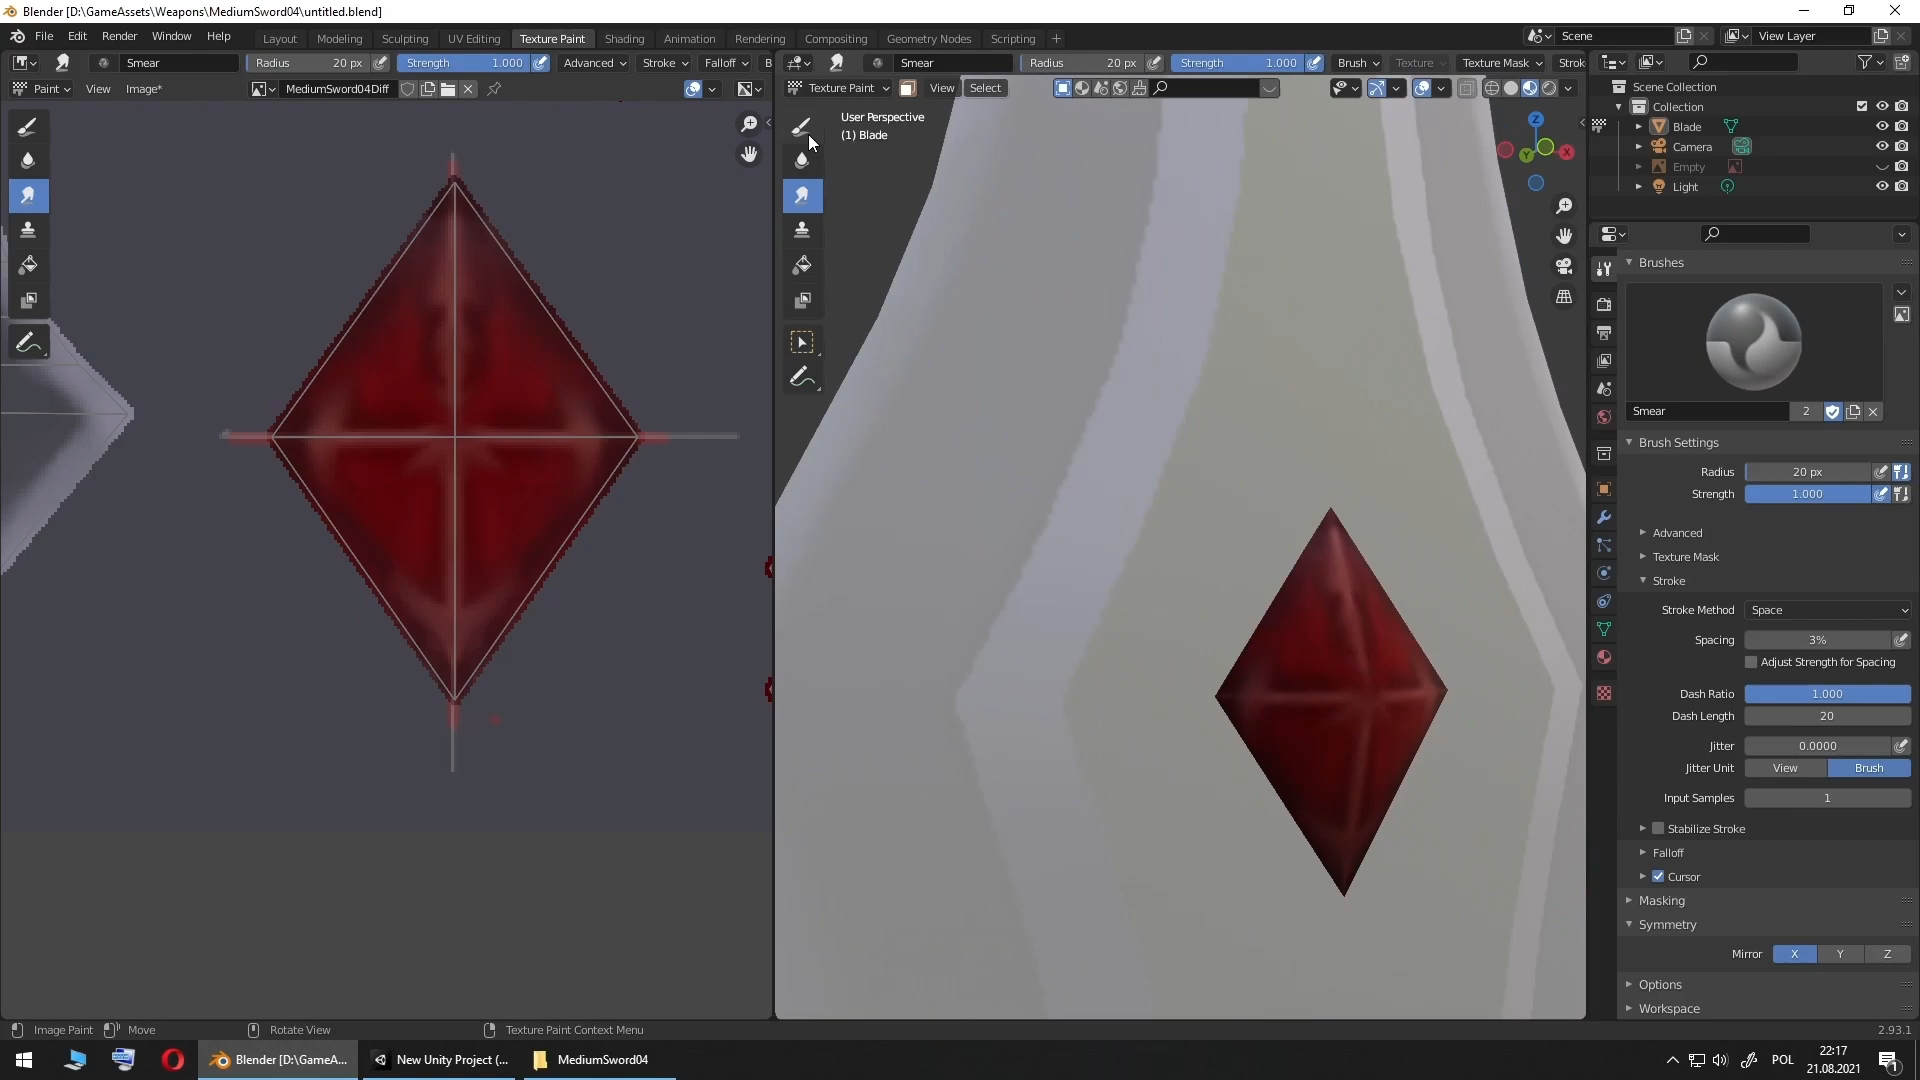 Blender [D:\GameAssets\Weapons\MediumSword04\untitled.blend]
File Edit Render Window Help Layout Modeling Sculpting UV Editing Texture Paint Shading Animation Rendering Compositing Geometry Nodes Scripting + Scene View Layer
Smear Radius 20 px Strength 1.000 Advanced Stroke Falloff B Smear Radius 20 px Strength 1.000 Brush Texture Texture Mask Strok
Paint View Image* MediumSword04Diff Texture Paint View Select
Scene Collection
Collection
Blade
Camera
Empty
Light
User Perspective
(1) Blade
Z
X
Y
Brushes
Smear 2
Brush Settings
Radius 20 px
Strength 1.000
Advanced
Texture Mask
Stroke
Stroke Method Space
Spacing 3%
Adjust Strength for Spacing
Dash Ratio 1.000
Dash Length 20
Jitter 0.0000
Jitter Unit View Brush
Input Samples 1
Stabilize Stroke
Falloff
Cursor
Masking
Symmetry
Mirror X Y Z
Options
Workspace
Image Paint Move Rotate View Texture Paint Context Menu 2.93.1
Blender [D:\GameA... New Unity Project (... MediumSword04 POL 22:17
21.08.2021 1